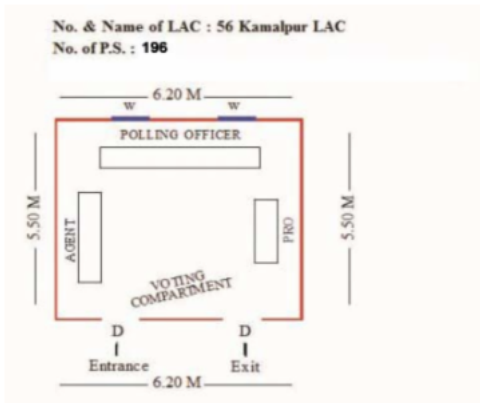 No. & Name of LAC : 56 Kamalpur LAC
No. of P.S. : 196
6.20 M
W W
POLLING OFFICER
5.50 M
AGENT
PRO
5.50 M
VOTING
COMPARTMENT
D D
Entrance Exit
6.20 M